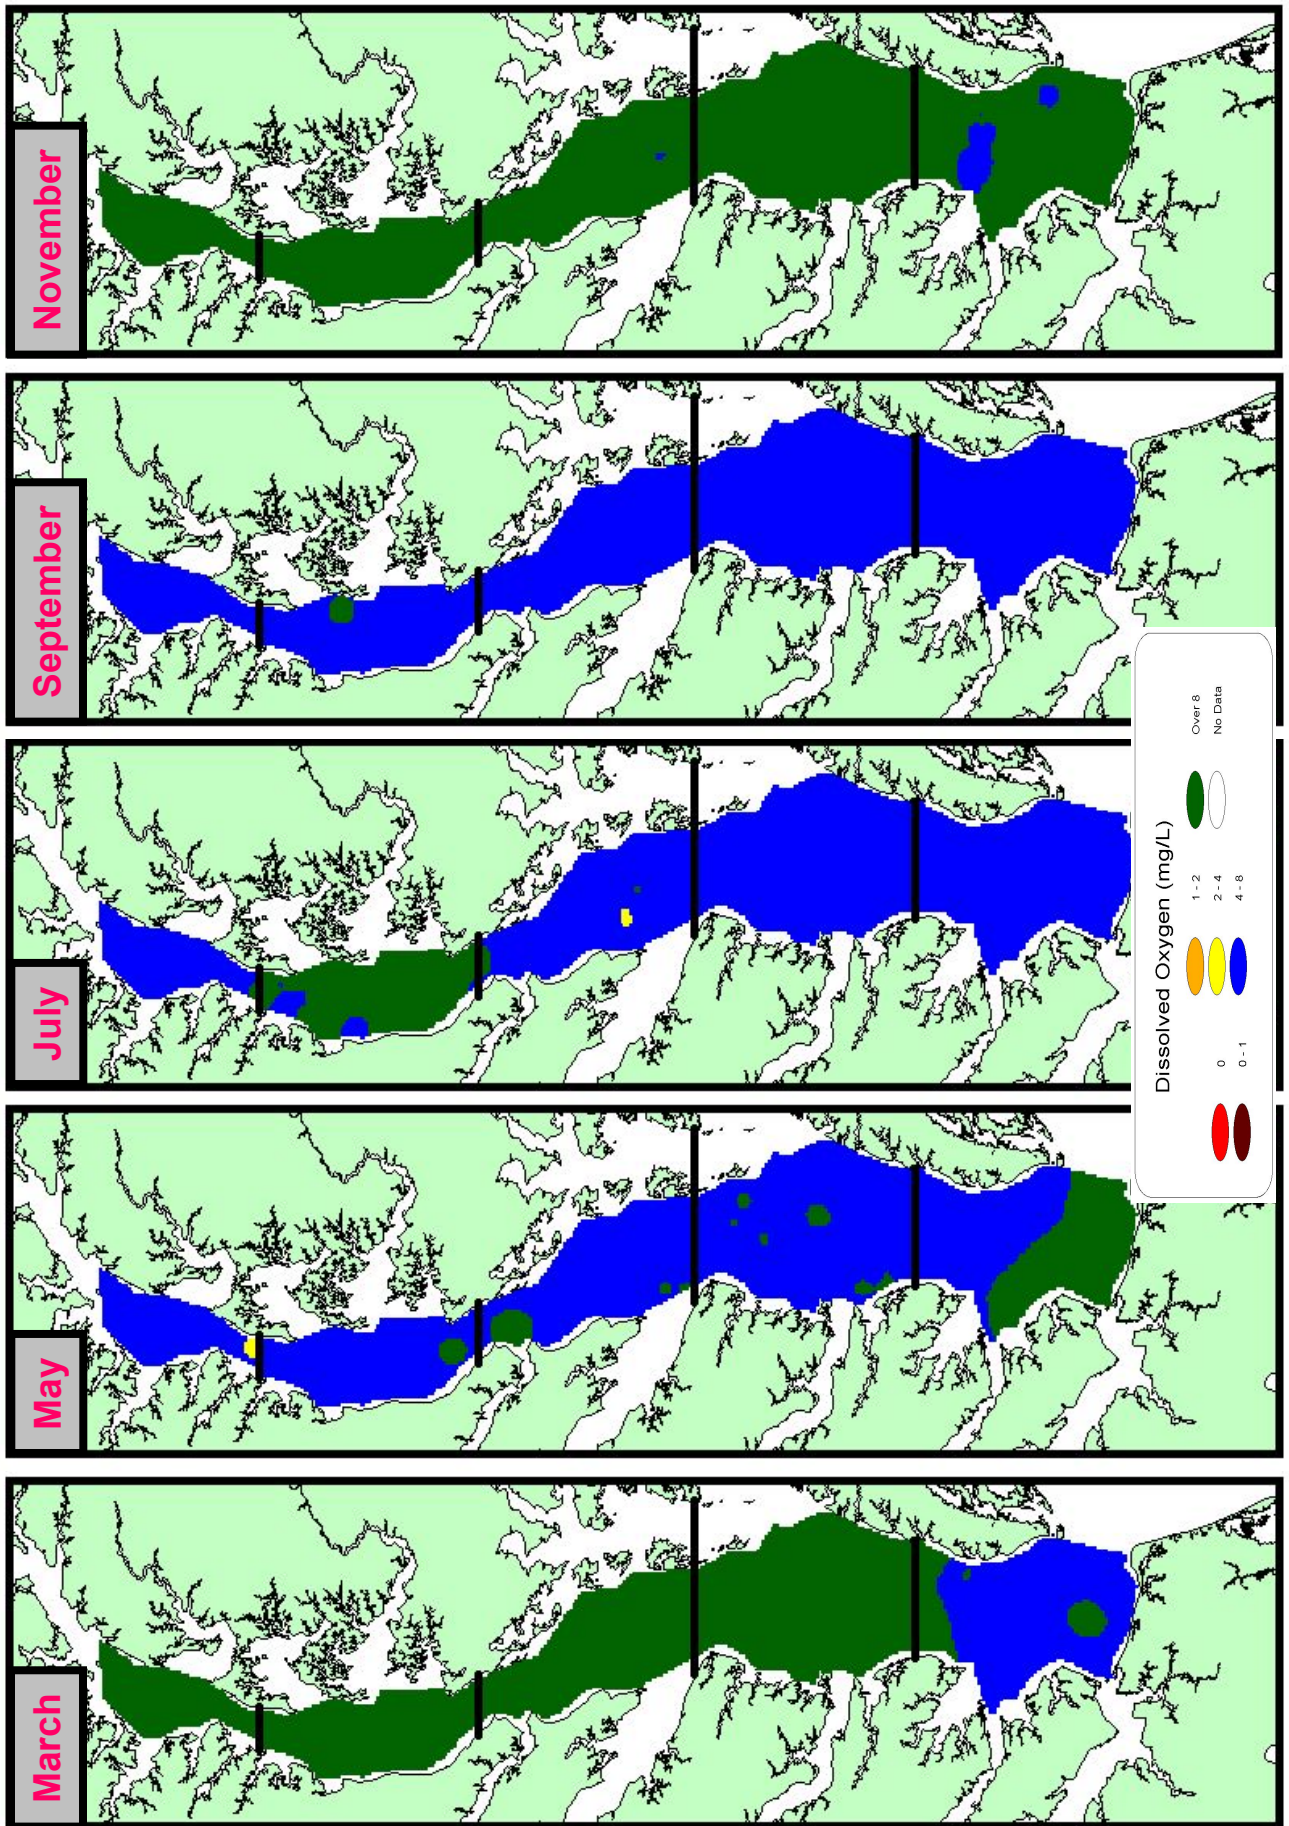 March
May
July
September
November
Dissolved Oxygen (mg/L)
0
0 - 1
1 - 2
2 - 4
4 - 8
Over 8
No Data